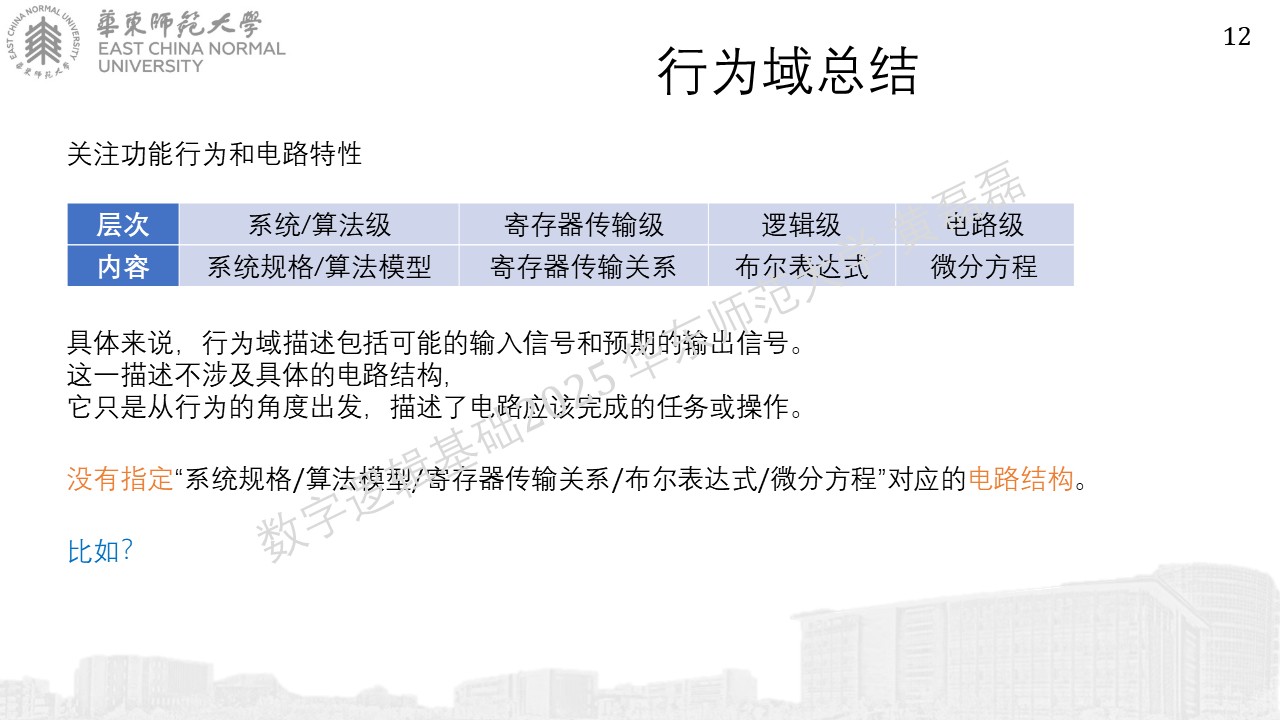 華東師範大學
EAST CHINA NORMAL
UNIVERSITY
EAST CHINA NORMAL UNIVERSITY
華東师范大学
12
行为域总结
关注功能行为和电路特性
层次 系统/算法级 寄存器传输级 逻辑级 电路级
内容 系统规格/算法模型 寄存器传输关系 布尔表达式 微分方程
具体来说，行为域描述包括可能的输入信号和预期的输出信号。
这一描述不涉及具体的电路结构，
它只是从行为的角度出发，描述了电路应该完成的任务或操作。
没有指定“系统规格/算法模型/寄存器传输关系/布尔表达式/微分方程”对应的电路结构。
比如？
数字逻辑基础2025 华东师范大学 黄磊磊